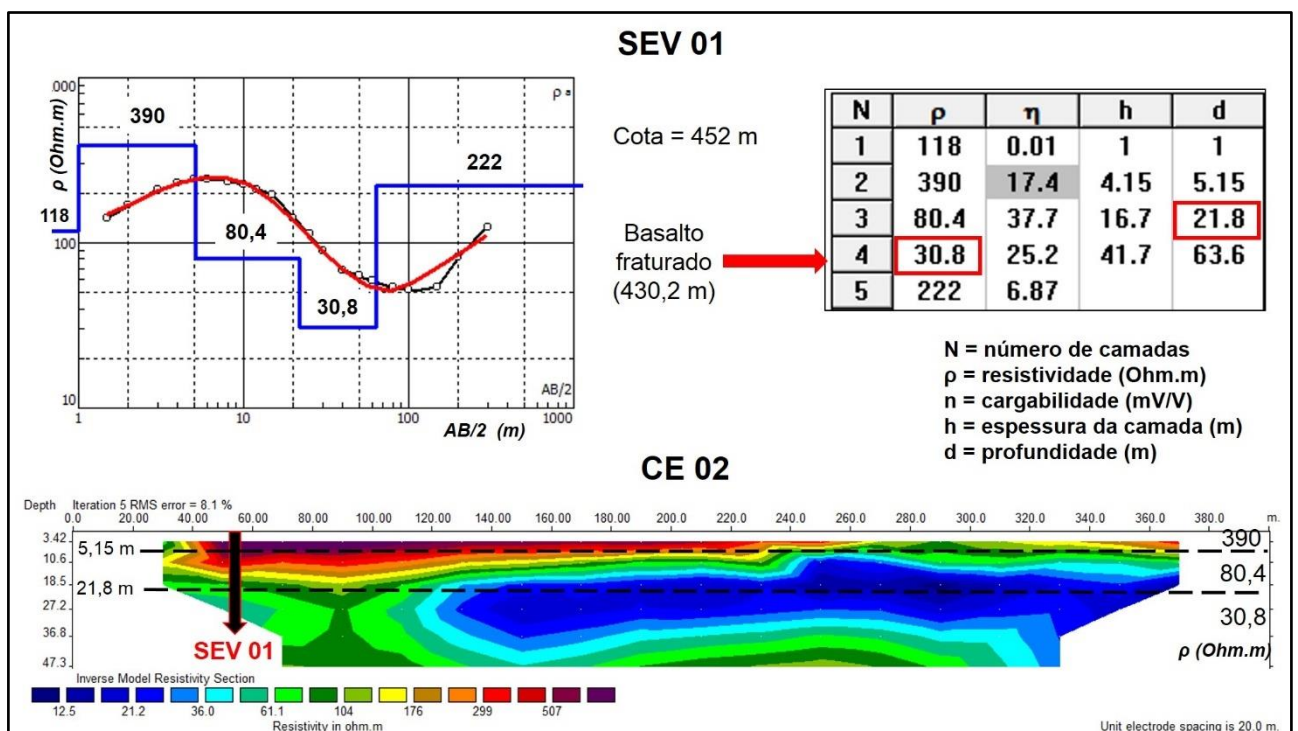 SEV 01
000
ρ (Ohm.m)
390
ρ a
222
118
100
80,4
30,8
10
AB/2
1
10
100
1000
AB/2 (m)
Cota = 452 m
Basalto
fraturado
(430,2 m)
N ρ η h d
1 118 0.01 1 1
2 390 17.4 4.15 5.15
3 80.4 37.7 16.7 21.8
4 30.8 25.2 41.7 63.6
5 222 6.87
N = número de camadas
ρ = resistividade (Ohm.m)
n = cargabilidade (mV/V)
h = espessura da camada (m)
d = profundidade (m)
CE 02
Depth Iteration 5 RMS error = 8.1 %
0.0 20.00 40.00 60.00 80.00 100.00 120.00 140.00 160.00 180.00 200.0 220.0 240.0 260.0 280.0 300.0 320.0 340.0 360.0 380.0 m.
3.42
5,15 m
390
10.6
80,4
18.5
21,8 m
27.2
30,8
36.8
SEV 01
ρ (Ohm.m)
47.3
Inverse Model Resistivity Section
12.5 21.2 36.0 61.1 104 176 299 507
Resistivity in ohm.m
Unit electrode spacing is 20.0 m.